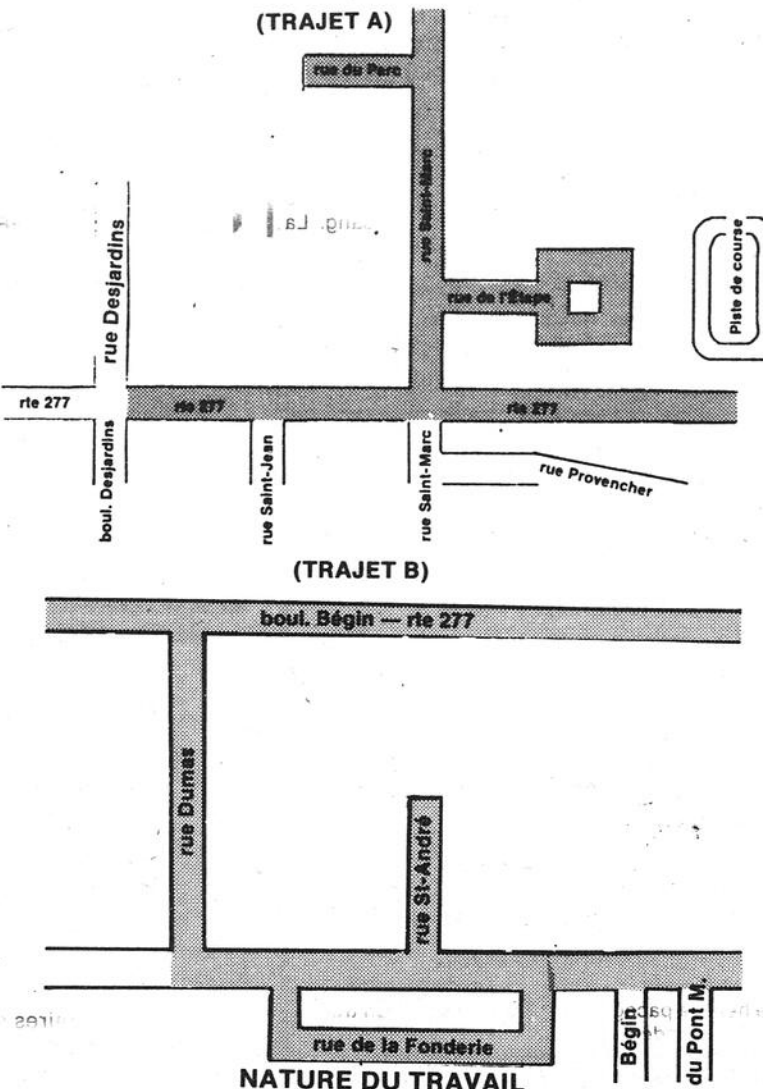 (TRAJET A)
rue du Parc
rue Saint-Marc
rue Desjardins
rue de l'Étape
Piste de course
rte 277
rte 277
rte 277
boul. Desjardins
rue Saint-Jean
rue Saint-Marc
rue Provencher
(TRAJET B)
boul. Bégin — rte 277
rue Dumas
rue St-André
rue de la Fonderie
Bégin
du Pont M.
NATURE DU TRAVAIL